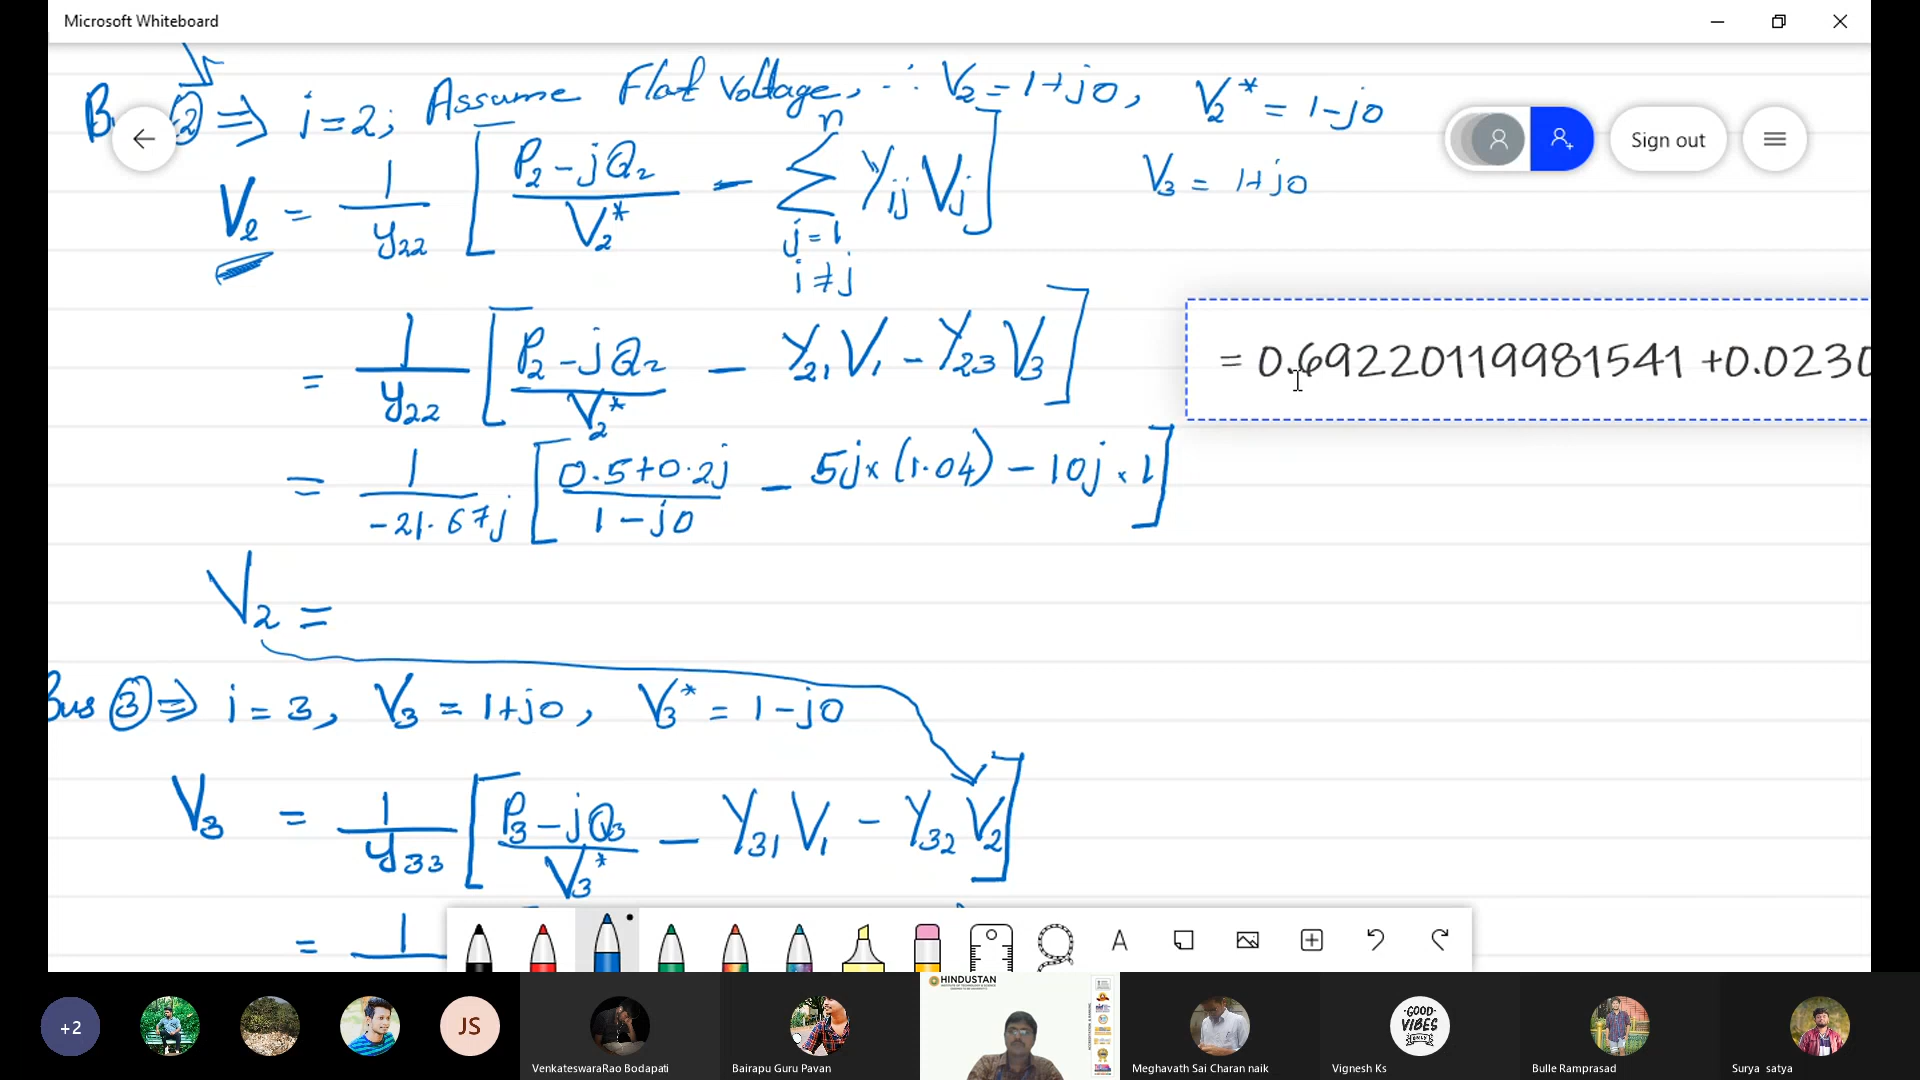 Microsoft Whiteboard
B 2 ⇒ i=2; Assume Flat Voltage, ∴ V2 = 1+j0, V2* = 1-j0
V3 = 1+j0
Sign out
V2 = 1/Y22 [ (P2-jQ2)/V2* - Σ (j=1, i≠j to n) Yij Vj ]
= 1/Y22 [ (P2-jQ2)/V2* - Y21 V1 - Y23 V3 ]
= 0.692220119981541 +0.0230
= 1/(-21.67j) [ (0.5+0.2j)/(1-j0) - 5j×(1.04) - 10j×1 ]
V2 =
Bus 3 ⇒ i = 3, V3 = 1+j0, V3* = 1-j0
V3 = 1/Y33 [ (P3-jQ3)/V3* - Y31 V1 - Y32 V2 ]
= 1
A
HINDUSTAN
+2
JS
·GOOD·
VIBES
ONLY
VenkateswaraRao Bodapati
Bairapu Guru Pavan
Meghavath Sai Charan naik
Vignesh Ks
Bulle Ramprasad
Surya satya